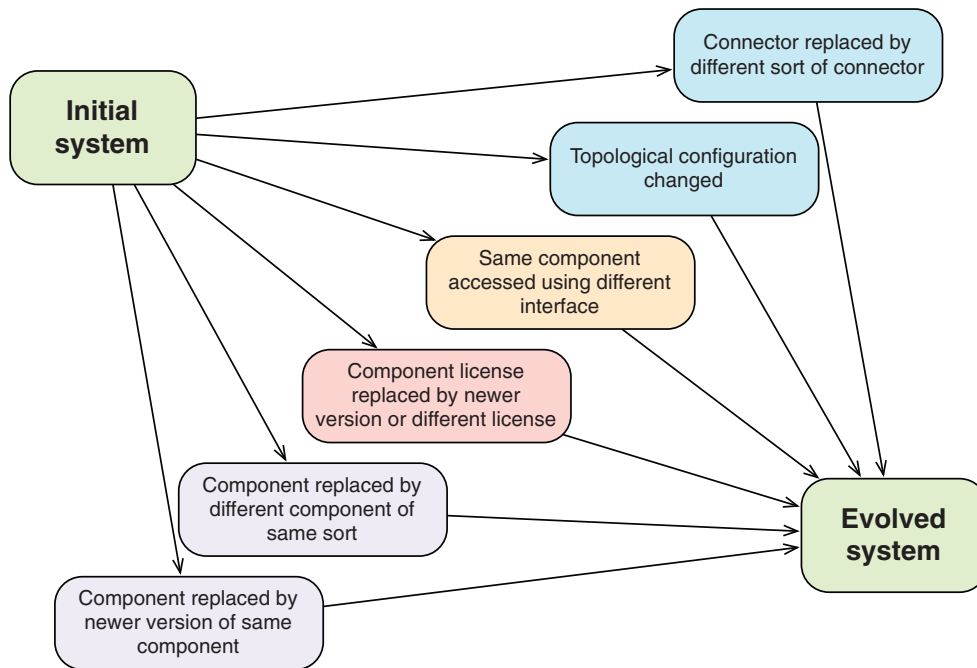 Connector replaced by
different sort of connector
Initial
system
Topological configuration
changed
Same component
accessed using different
interface
Component license
replaced by newer
version or different license
Component replaced by
different component of
same sort
Evolved
system
Component replaced by
newer version of same
component